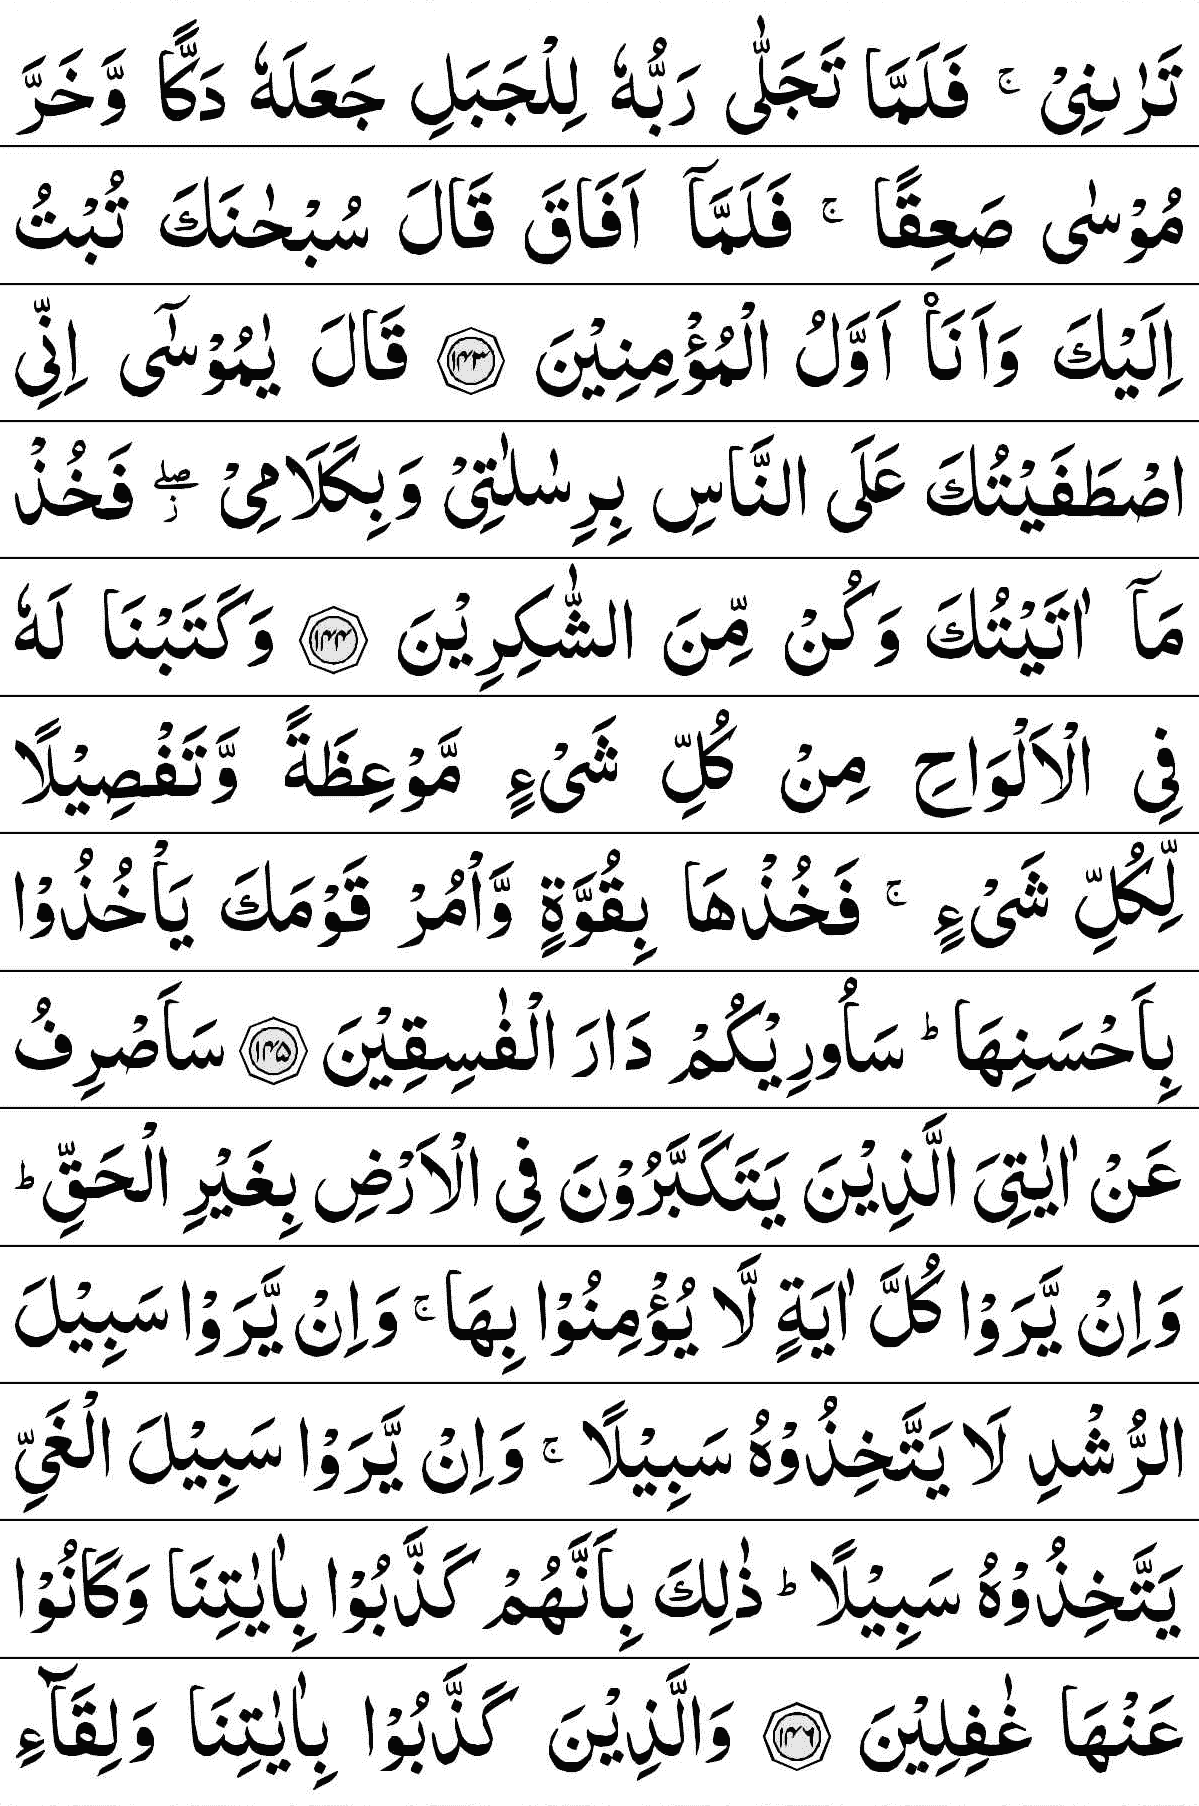 تَرٰىنِیْ ۚ فَلَمَّا تَجَلّٰی رَبُّهٗ لِلْجَبَلِ جَعَلَهٗ دَكًّا وَّ خَرَّ
مُوْسٰی صَعِقًا ۚ فَلَمَّاۤ اَفَاقَ قَالَ سُبْحٰنَكَ تُبْتُ
اِلَیْكَ وَ اَنَا۠ اَوَّلُ الْمُؤْمِنِیْنَ ۝۱۴۳ قَالَ یٰمُوْسٰۤی اِنِّی
اصْطَفَیْتُكَ عَلَی النَّاسِ بِرِسٰلٰتِیْ وَ بِكَلَامِیْ ۖ٘ فَخُذْ
مَاۤ اٰتَیْتُكَ وَ كُنْ مِّنَ الشّٰكِرِیْنَ ۝۱۴۴ وَ كَتَبْنَا لَهٗ
فِی الْاَلْوَاحِ مِنْ كُلِّ شَیْءٍ مَّوْعِظَةً وَّ تَفْصِیْلًا
لِّكُلِّ شَیْءٍ ۚ فَخُذْهَا بِقُوَّةٍ وَّ اْمُرْ قَوْمَكَ یَاْخُذُوْا
بِاَحْسَنِهَا ؕ سَاُورِیْكُمْ دَارَ الْفٰسِقِیْنَ ۝۱۴۵ سَاَصْرِفُ
عَنْ اٰیٰتِیَ الَّذِیْنَ یَتَكَبَّرُوْنَ فِی الْاَرْضِ بِغَیْرِ الْحَقِّ ؕ
وَ اِنْ یَّرَوْا كُلَّ اٰیَةٍ لَّا یُؤْمِنُوْا بِهَا ۚ وَ اِنْ یَّرَوْا سَبِیْلَ
الرُّشْدِ لَا یَتَّخِذُوْهُ سَبِیْلًا ۚ وَ اِنْ یَّرَوْا سَبِیْلَ الْغَیِّ
یَتَّخِذُوْهُ سَبِیْلًا ؕ ذٰلِكَ بِاَنَّهُمْ كَذَّبُوْا بِاٰیٰتِنَا وَ كَانُوْا
عَنْهَا غٰفِلِیْنَ ۝۱۴۶ وَ الَّذِیْنَ كَذَّبُوْا بِاٰیٰتِنَا وَ لِقَآءِ